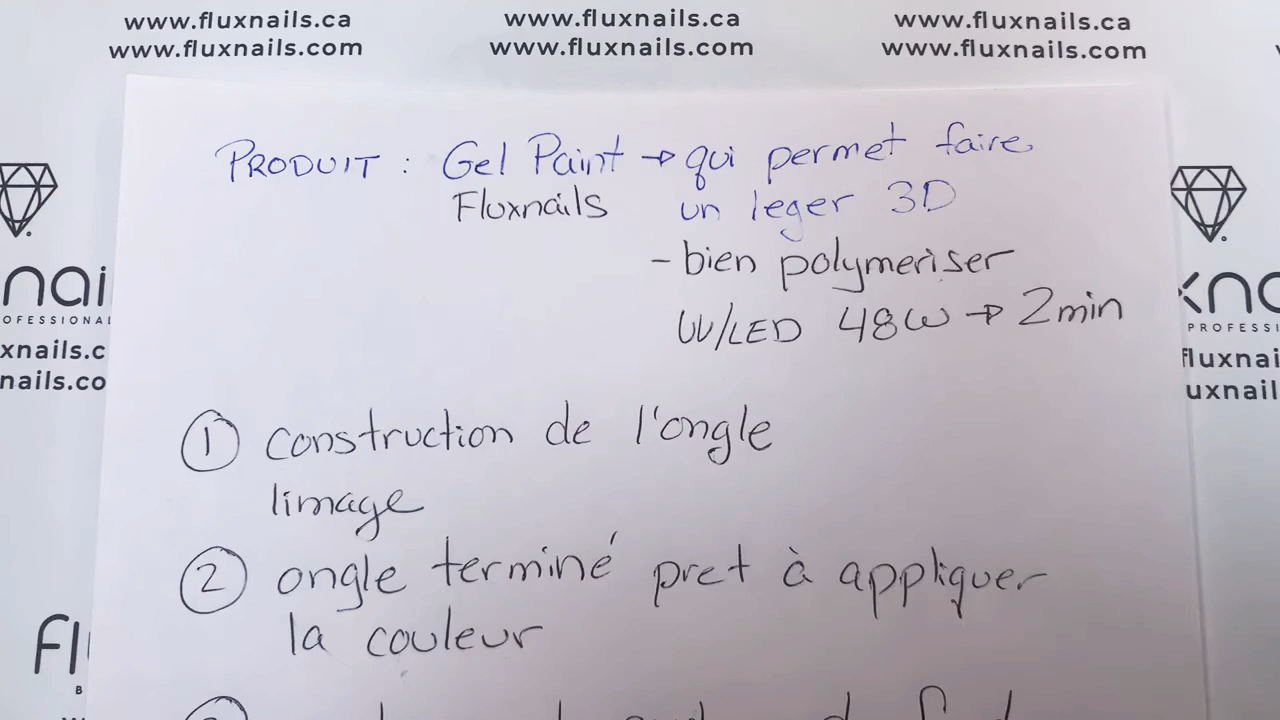 www.fluxnails.ca www.fluxnails.ca www.fluxnails.ca
www.fluxnails.com www.fluxnails.com www.fluxnails.com
PRODUIT : Gel Paint → qui permet faire
Fluxnails un leger 3D
- bien polymeriser
UV/LED 48W → 2min
① construction de l'ongle
limage
② ongle terminé pret à appliquer
la couleur